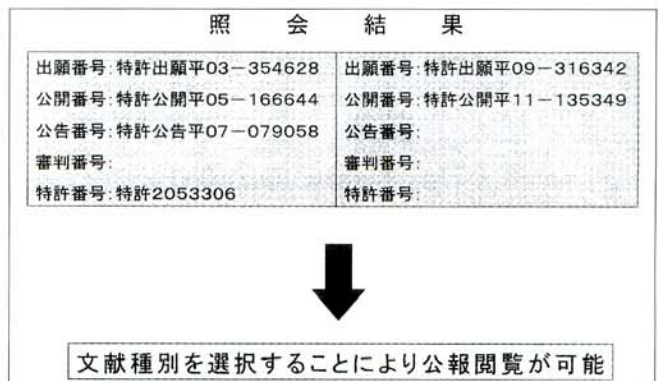 照会結果
出願番号:特許出願平03-354628
公開番号:特許公開平05-166644
公告番号:特許公告平07-079058
審判番号:
特許番号:特許2053306
出願番号:特許出願平09-316342
公開番号:特許公開平11-135349
公告番号:
審判番号:
特許番号:
文献種別を選択することにより公報閲覧が可能